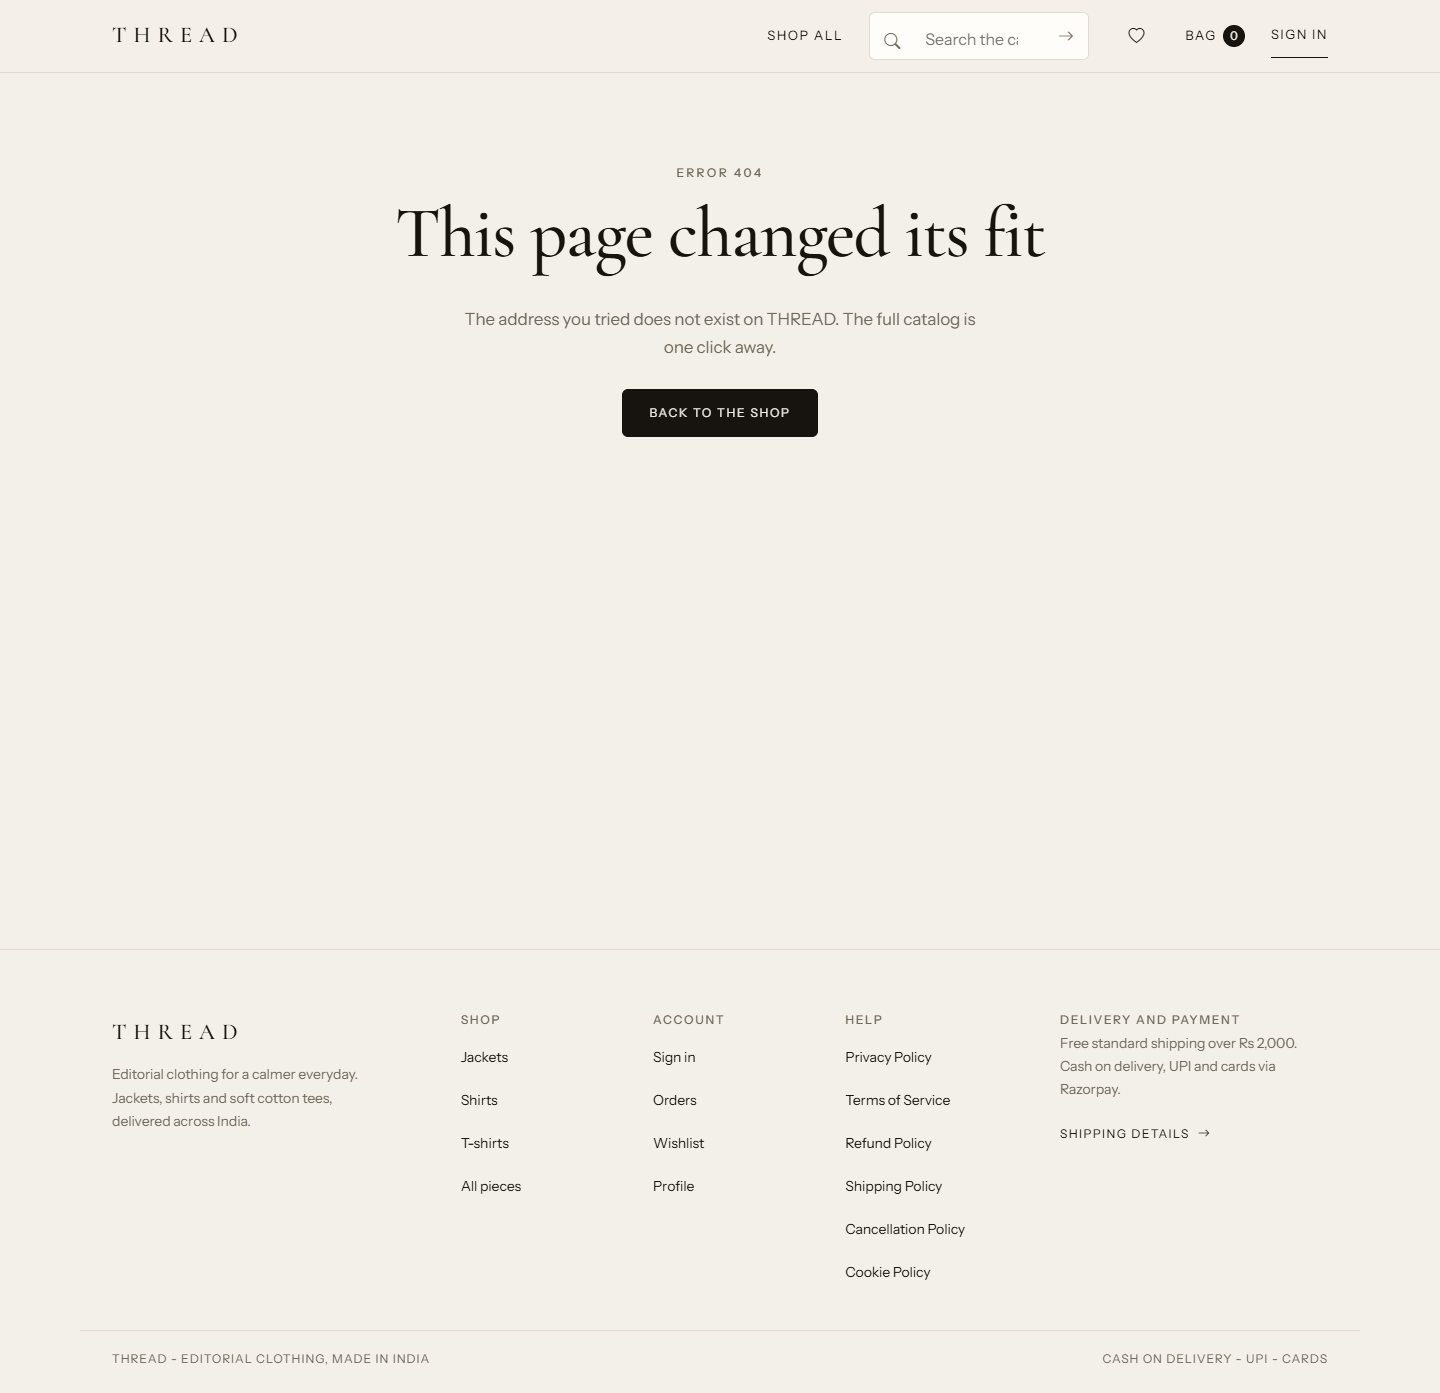 THREAD
SHOP ALL
Search the ca
BAG 0
SIGN IN
ERROR 404
This page changed its fit
The address you tried does not exist on THREAD. The full catalog is
one click away.
BACK TO THE SHOP
THREAD
Editorial clothing for a calmer everyday.
Jackets, shirts and soft cotton tees,
delivered across India.
SHOP
Jackets
Shirts
T-shirts
All pieces
ACCOUNT
Sign in
Orders
Wishlist
Profile
HELP
Privacy Policy
Terms of Service
Refund Policy
Shipping Policy
Cancellation Policy
Cookie Policy
DELIVERY AND PAYMENT
Free standard shipping over Rs 2,000.
Cash on delivery, UPI and cards via
Razorpay.
SHIPPING DETAILS →
THREAD - EDITORIAL CLOTHING, MADE IN INDIA
CASH ON DELIVERY - UPI - CARDS